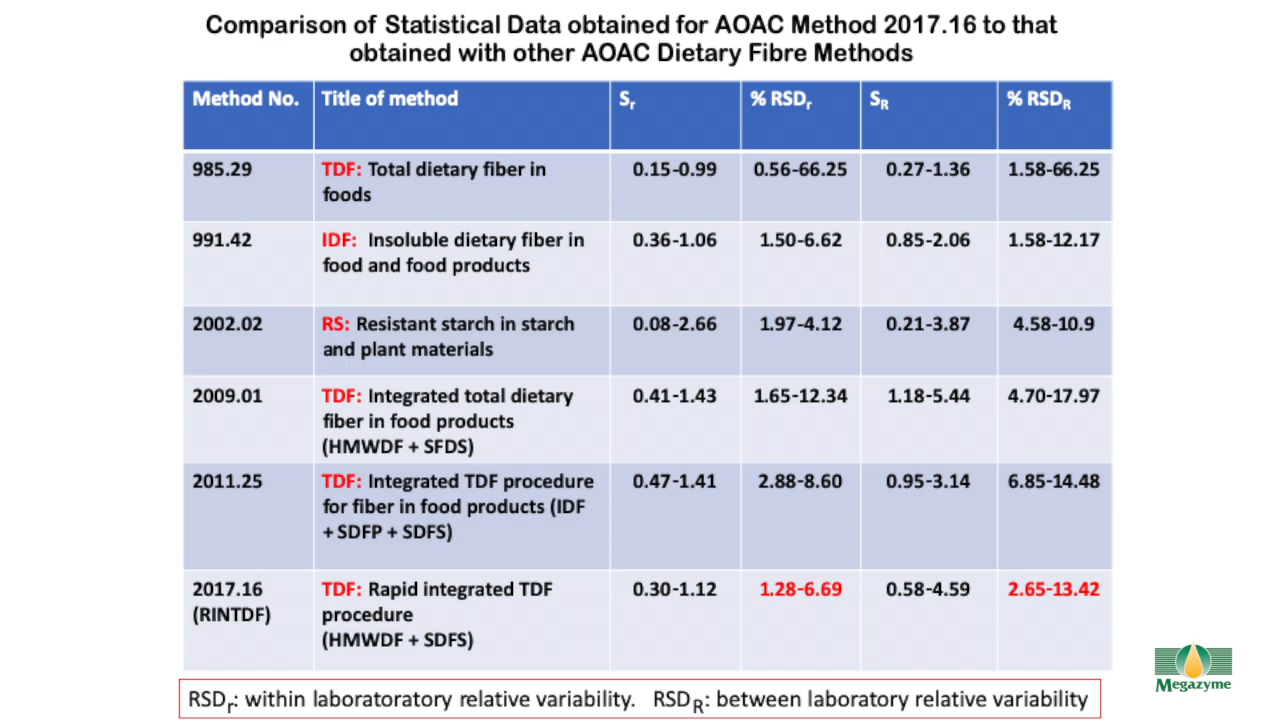 Comparison of Statistical Data obtained for AOAC Method 2017.16 to that
obtained with other AOAC Dietary Fibre Methods
Method No. Title of method Sr % RSDr SR % RSDR
985.29 TDF: Total dietary fiber in 0.15-0.99 0.56-66.25 0.27-1.36 1.58-66.25
foods
991.42 IDF: Insoluble dietary fiber in 0.36-1.06 1.50-6.62 0.85-2.06 1.58-12.17
food and food products
2002.02 RS: Resistant starch in starch 0.08-2.66 1.97-4.12 0.21-3.87 4.58-10.9
and plant materials
2009.01 TDF: Integrated total dietary 0.41-1.43 1.65-12.34 1.18-5.44 4.70-17.97
fiber in food products
(HMWDF + SFDS)
2011.25 TDF: Integrated TDF procedure 0.47-1.41 2.88-8.60 0.95-3.14 6.85-14.48
for fiber in food products (IDF
+ SDFP + SDFS)
2017.16 TDF: Rapid integrated TDF 0.30-1.12 1.28-6.69 0.58-4.59 2.65-13.42
(RINTDF) procedure
(HMWDF + SDFS)
RSDr: within laboratoratory relative variability. RSDR: between laboratory relative variability
Megazyme